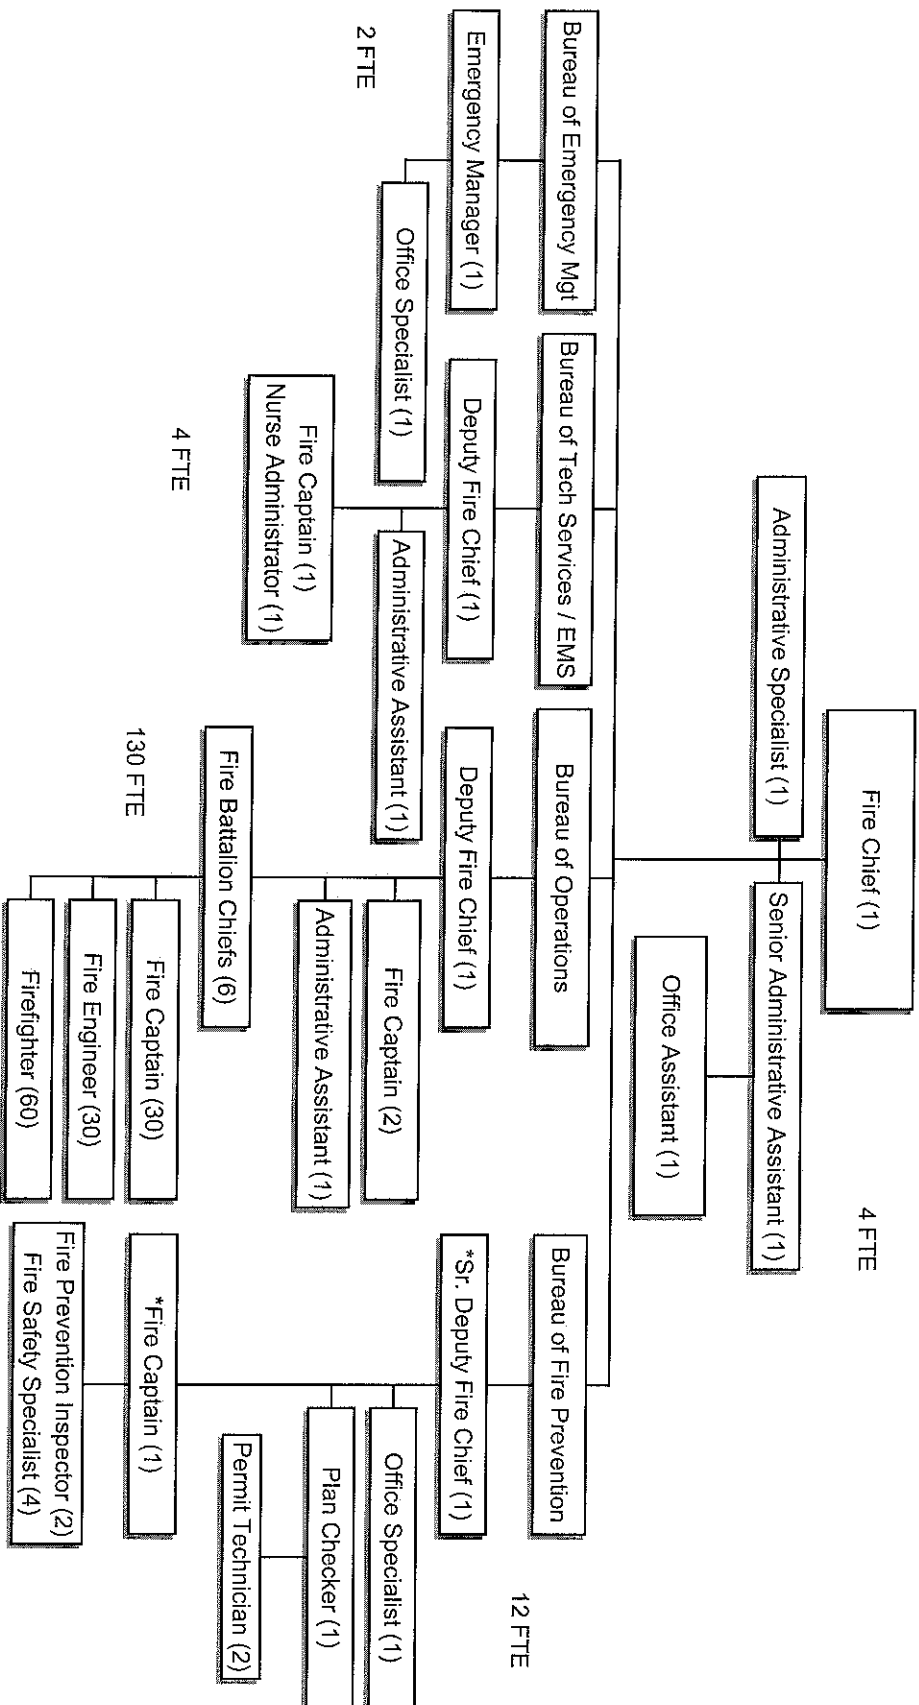 Fire Chief (1)
4 FTE
Administrative Specialist (1)
Senior Administrative Assistant (1)
Office Assistant (1)
Bureau of Emergency Mgt
Emergency Manager (1)
Office Specialist (1)
2 FTE
Bureau of Tech Services / EMS
Deputy Fire Chief (1)
Administrative Assistant (1)
Fire Captain (1)
Nurse Administrator (1)
4 FTE
Bureau of Operations
Deputy Fire Chief (1)
Fire Captain (2)
Administrative Assistant (1)
Fire Battalion Chiefs (6)
Fire Captain (30)
Fire Engineer (30)
Firefighter (60)
130 FTE
Bureau of Fire Prevention
*Sr. Deputy Fire Chief (1)
Office Specialist (1)
Plan Checker (1)
Permit Technician (2)
*Fire Captain (1)
Fire Prevention Inspector (2)
Fire Safety Specialist (4)
12 FTE